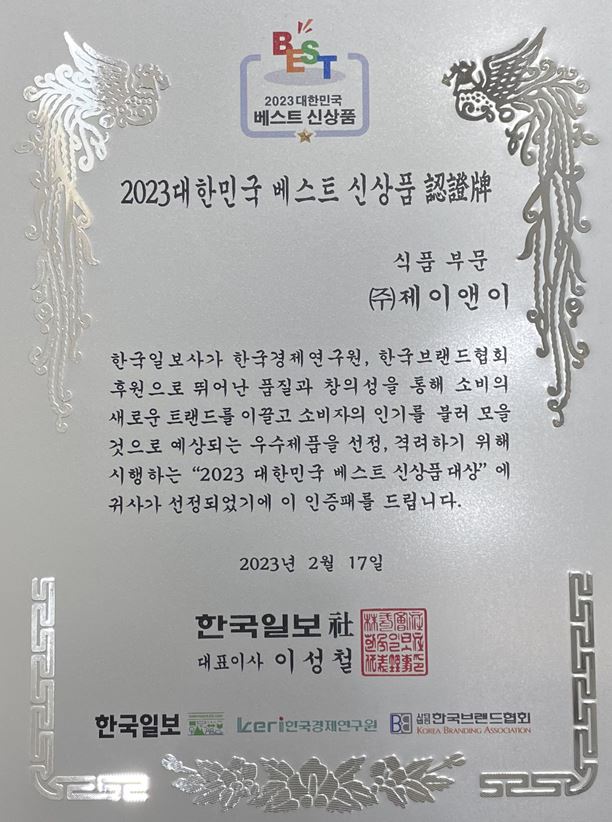 BEST
2023 대한민국
베스트 신상품
2023대한민국 베스트 신상품 認證牌
식품 부문
㈜제이앤이
한국일보사가 한국경제연구원, 한국브랜드협회
후원으로 뛰어난 품질과 창의성을 통해 소비의
새로운 트랜드를 이끌고 소비자의 인기를 불러 모을
것으로 예상되는 우수제품을 선정, 격려하기 위해
시행하는 “2023 대한민국 베스트 신상품대상” 에
귀사가 선정되었기에 이 인증패를 드립니다.
2023년 2월 17일
한국일보 社
대표이사 이성철
한국일보
keri한국경제연구원
사단법인 한국브랜드협회
KOREA BRANDING ASSOCIATION